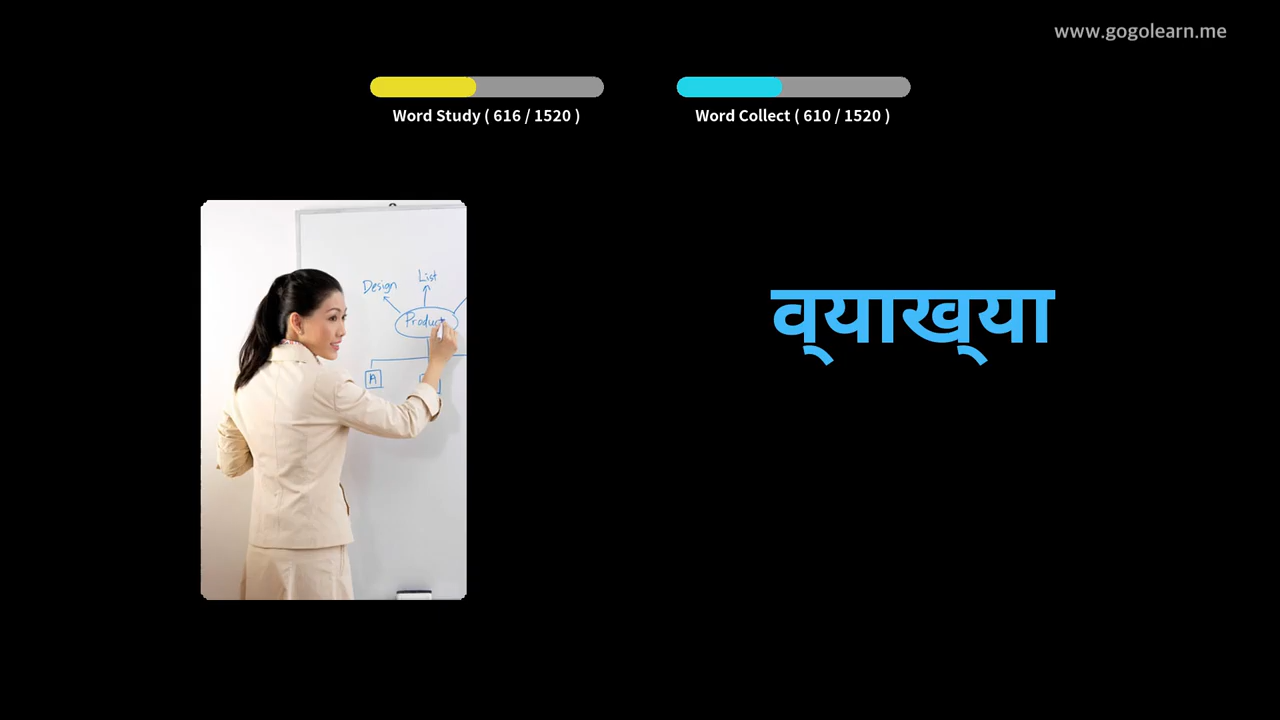 www.gogolearn.me
Word Study ( 616 / 1520 )
Word Collect ( 610 / 1520 )
Design
List
Product
A
व्याख्या